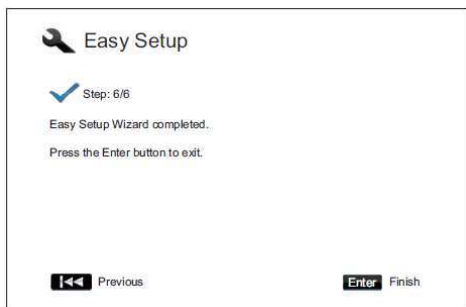 Easy Setup
Step: 6/6
Easy Setup Wizard completed.
Press the Enter button to exit.
Previous
Enter Finish